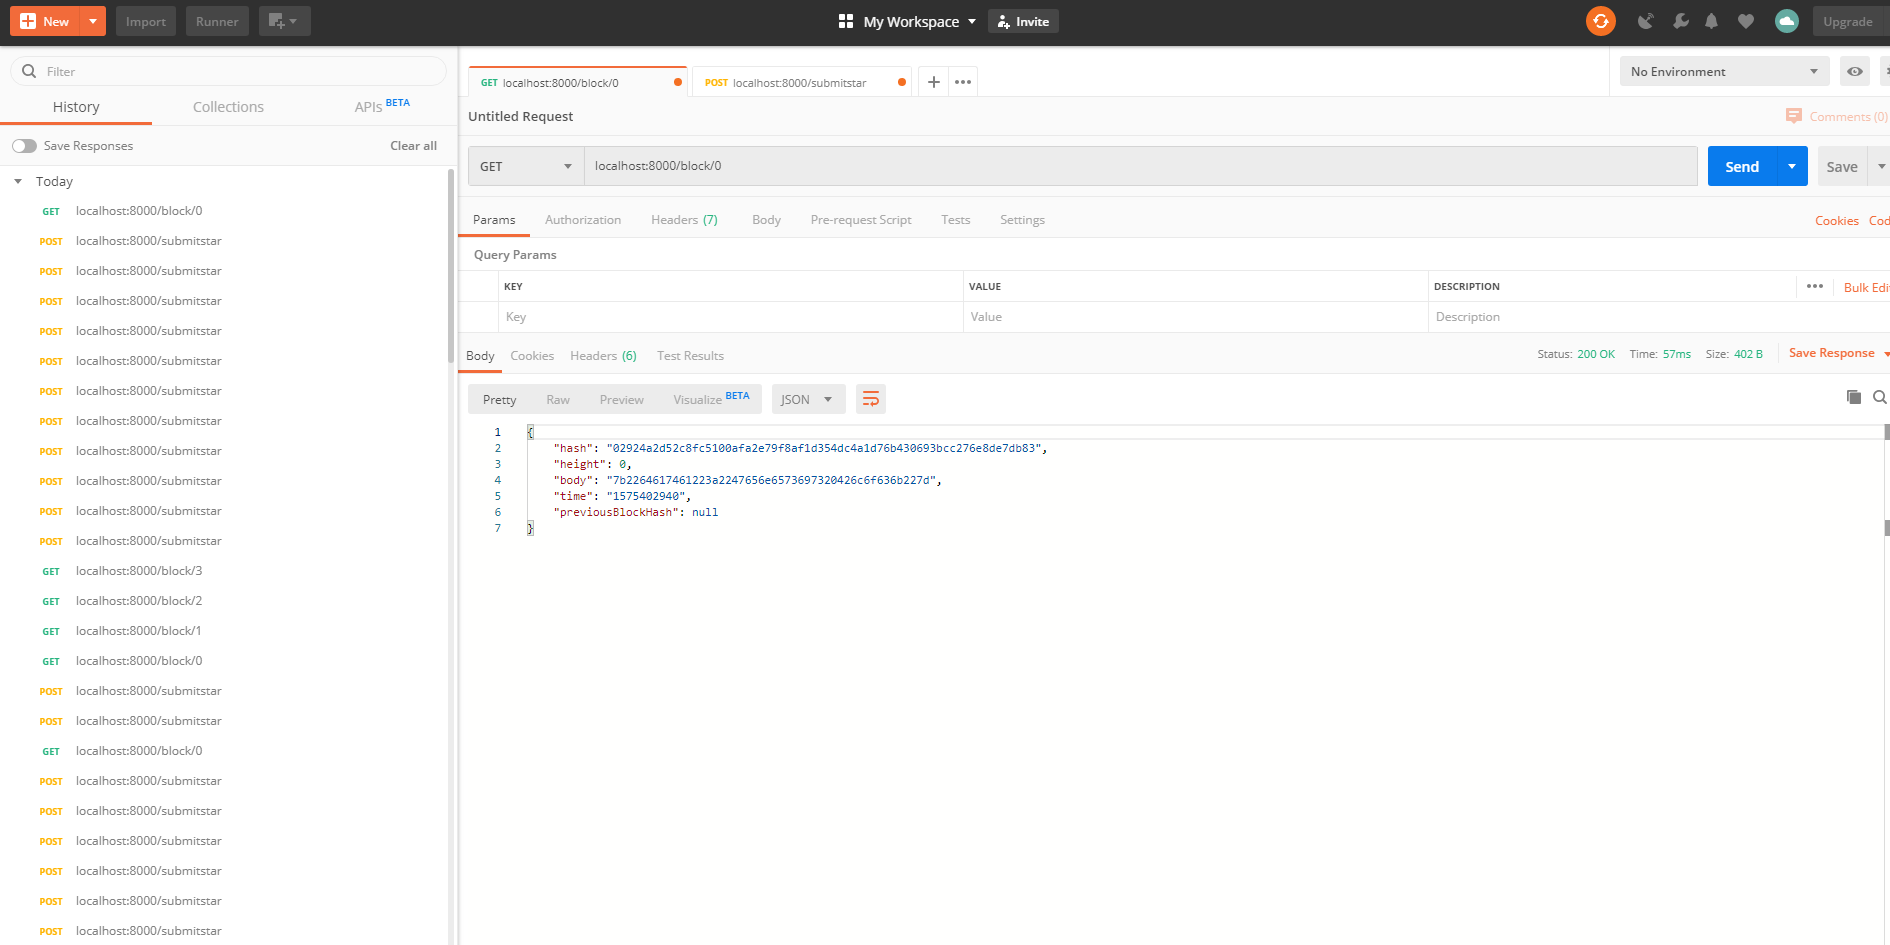 New Import Runner My Workspace Invite Upgrade
Filter
History Collections APIs BETA
Save Responses Clear all
Today
GET localhost:8000/block/0
POST localhost:8000/submitstar
POST localhost:8000/submitstar
POST localhost:8000/submitstar
POST localhost:8000/submitstar
POST localhost:8000/submitstar
POST localhost:8000/submitstar
POST localhost:8000/submitstar
POST localhost:8000/submitstar
POST localhost:8000/submitstar
POST localhost:8000/submitstar
POST localhost:8000/submitstar
GET localhost:8000/block/3
GET localhost:8000/block/2
GET localhost:8000/block/1
GET localhost:8000/block/0
POST localhost:8000/submitstar
POST localhost:8000/submitstar
GET localhost:8000/block/0
POST localhost:8000/submitstar
POST localhost:8000/submitstar
POST localhost:8000/submitstar
POST localhost:8000/submitstar
POST localhost:8000/submitstar
POST localhost:8000/submitstar
GET localhost:8000/block/0 POST localhost:8000/submitstar + ••• No Environment
Untitled Request Comments (0)
GET localhost:8000/block/0 Send Save
Params Authorization Headers (7) Body Pre-request Script Tests Settings Cookies Cod
Query Params
KEY VALUE DESCRIPTION ••• Bulk Edi
Key Value Description
Body Cookies Headers (6) Test Results Status: 200 OK Time: 57ms Size: 402 B Save Response
Pretty Raw Preview Visualize BETA JSON
1 {
2 "hash": "02924a2d52c8fc5100afa2e79f8af1d354dc4a1d76b430693bcc276e8de7db83",
3 "height": 0,
4 "body": "7b2264617461223a2247656e6573697320426c6f636b227d",
5 "time": "1575402940",
6 "previousBlockHash": null
7 }